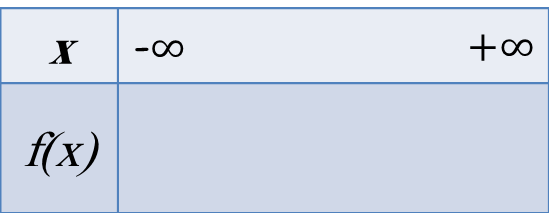 x -∞ +∞
f(x)